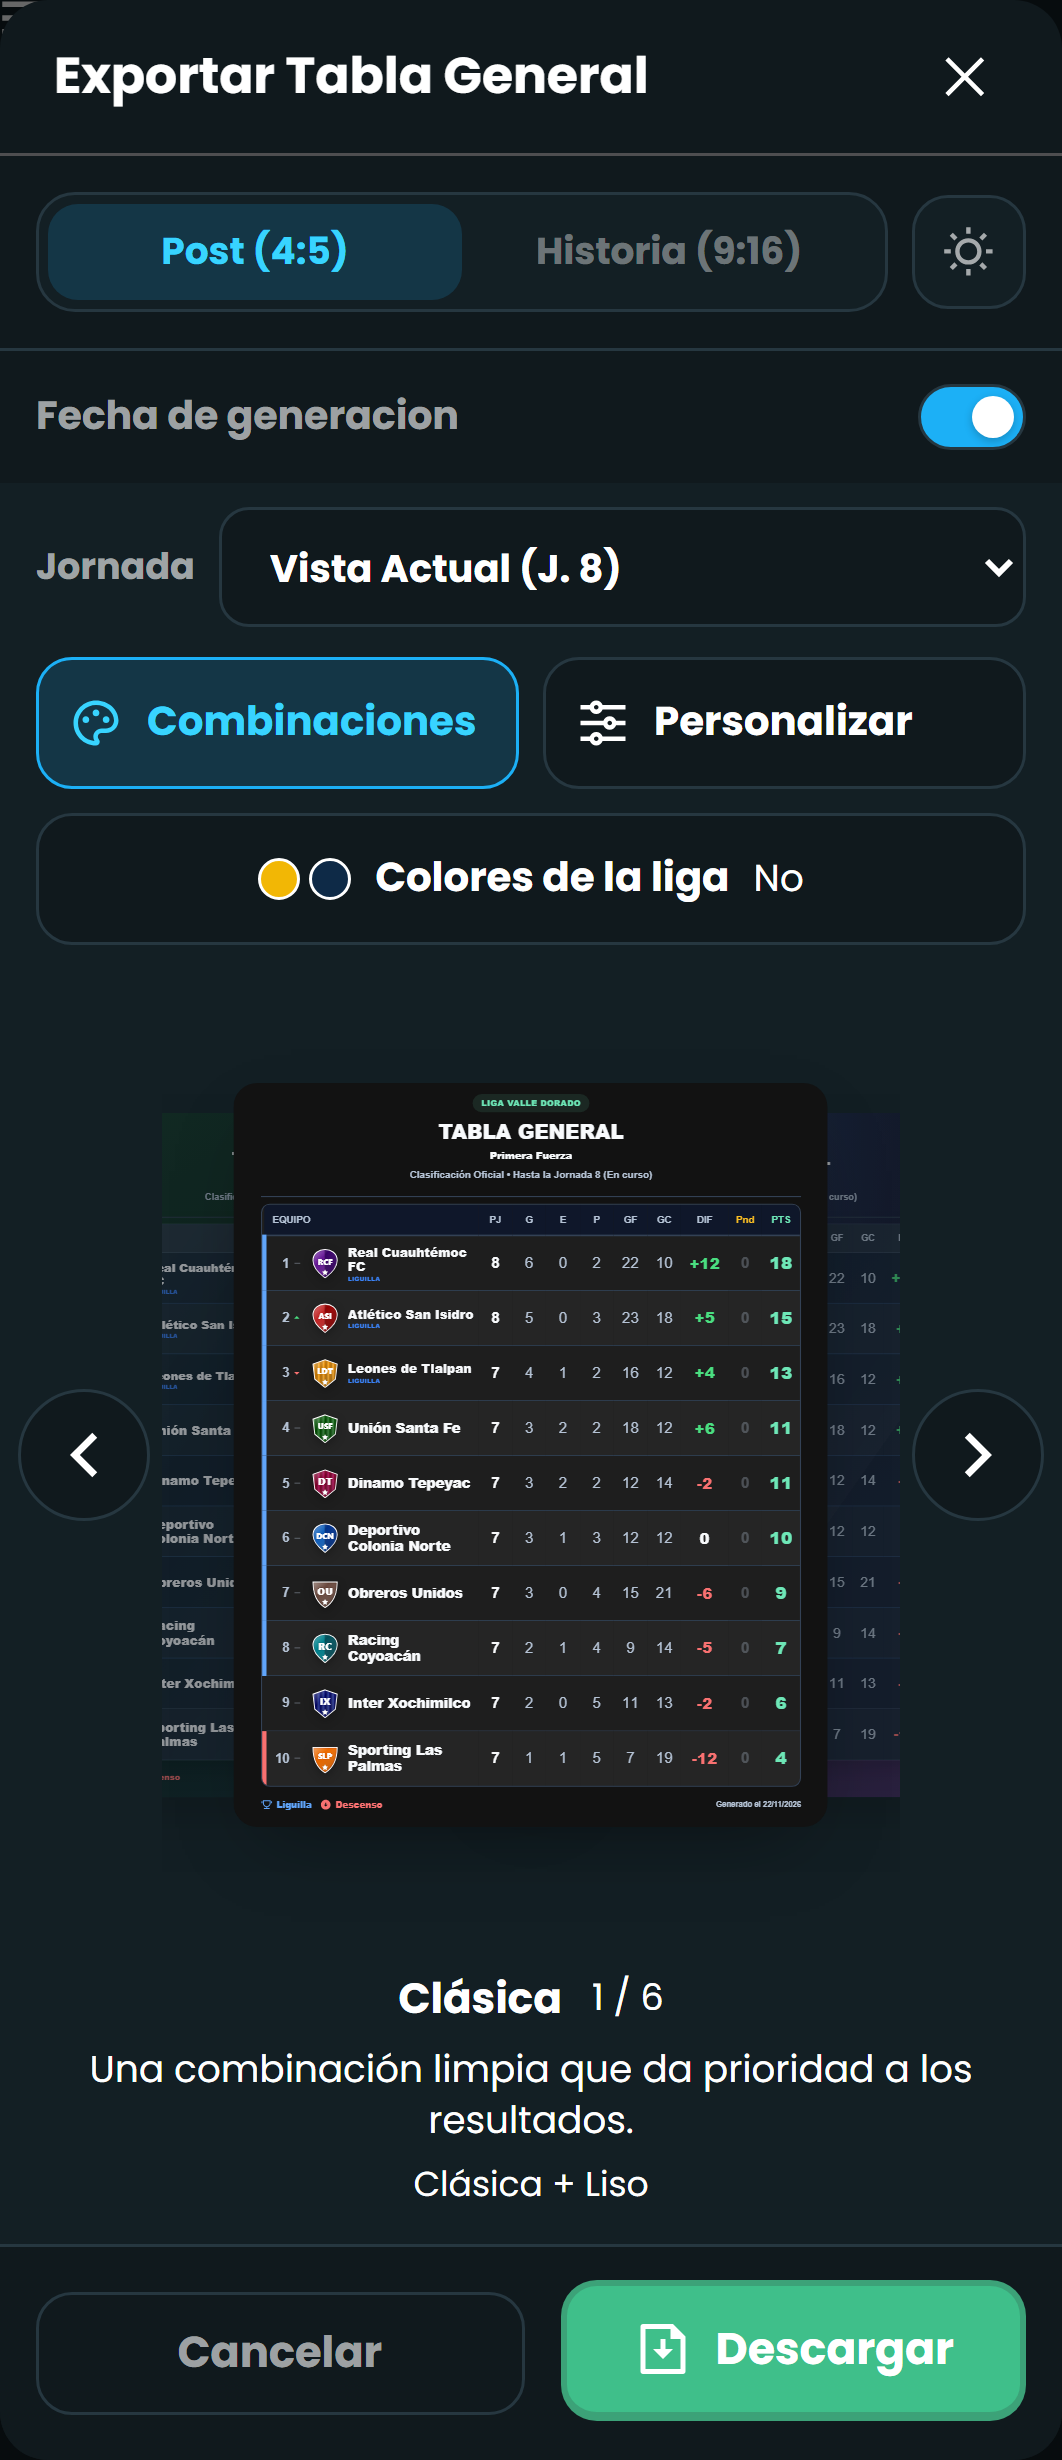 Exportar Tabla General
Post (4:5) Historia (9:16)
Fecha de generacion
Jornada Vista Actual (J. 8)
Combinaciones Personalizar
Colores de la liga No
LIGA VALLE DORADO
TABLA GENERAL
Primera Fuerza
Clasificación Oficial • Hasta la Jornada 8 (En curso)
EQUIPO PJ G E P GF GC DIF Pnd PTS
1 RCF Real Cuauhtémoc FC 8 6 0 2 22 10 +12 0 18
LIGUILLA
2 ASI Atlético San Isidro 8 5 0 3 23 18 +5 0 15
LIGUILLA
3 LDT Leones de Tlalpan 7 4 1 2 16 12 +4 0 13
LIGUILLA
4 USF Unión Santa Fe 7 3 2 2 18 12 +6 0 11
5 DT Dinamo Tepeyac 7 3 2 2 12 14 -2 0 11
6 DCN Deportivo Colonia Norte 7 3 1 3 12 12 0 0 10
7 OU Obreros Unidos 7 3 0 4 15 21 -6 0 9
8 RC Racing Coyoacán 7 2 1 4 9 14 -5 0 7
9 IX Inter Xochimilco 7 2 0 5 11 13 -2 0 6
10 SLP Sporting Las Palmas 7 1 1 5 7 19 -12 0 4
Liguilla Descenso Generado el 22/11/2026
Clásica 1 / 6
Una combinación limpia que da prioridad a los
resultados.
Clásica + Liso
Cancelar Descargar